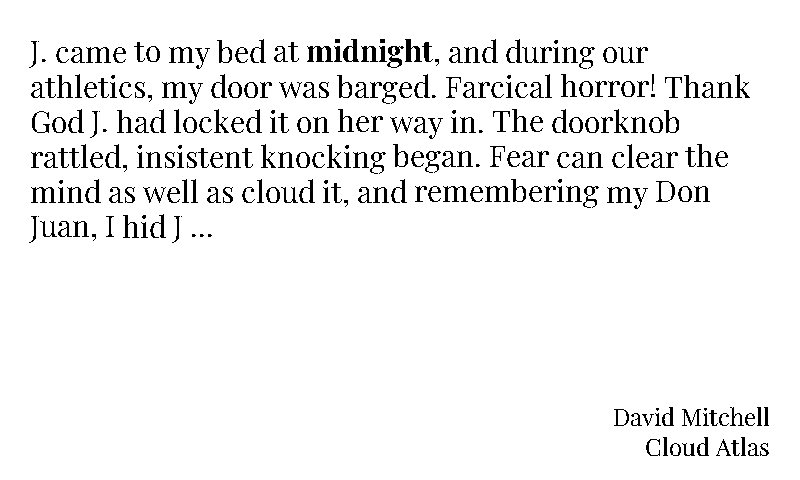 J. came to my bed at midnight, and during our
athletics, my door was barged. Farcical horror! Thank
God J. had locked it on her way in. The doorknob
rattled, insistent knocking began. Fear can clear the
mind as well as cloud it, and remembering my Don
Juan, I hid J ...
David Mitchell
Cloud Atlas